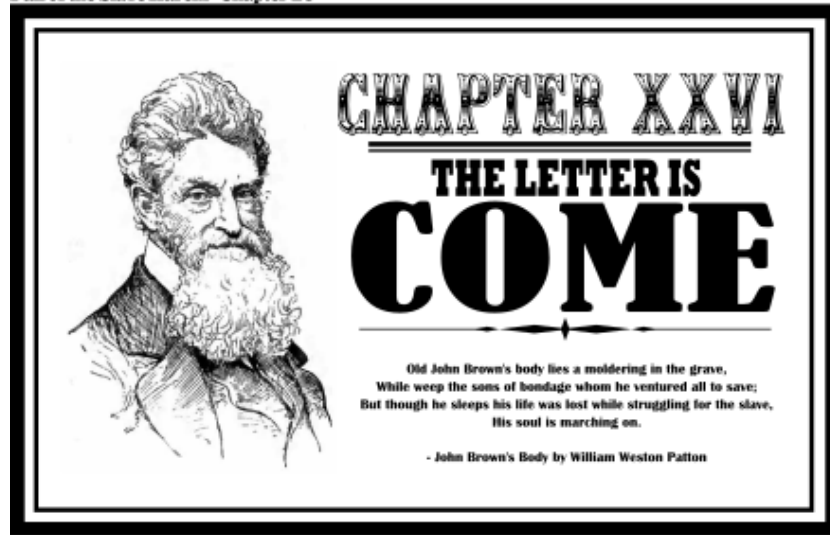 CHAPTER XXVI
THE LETTER IS
COME
Old John Brown's body lies a moldering in the grave,
While weep the sons of bondage whom he ventured all to save;
But though he sleeps his life was lost while struggling for the slave,
His soul is marching on.
- John Brown's Body by William Weston Patton